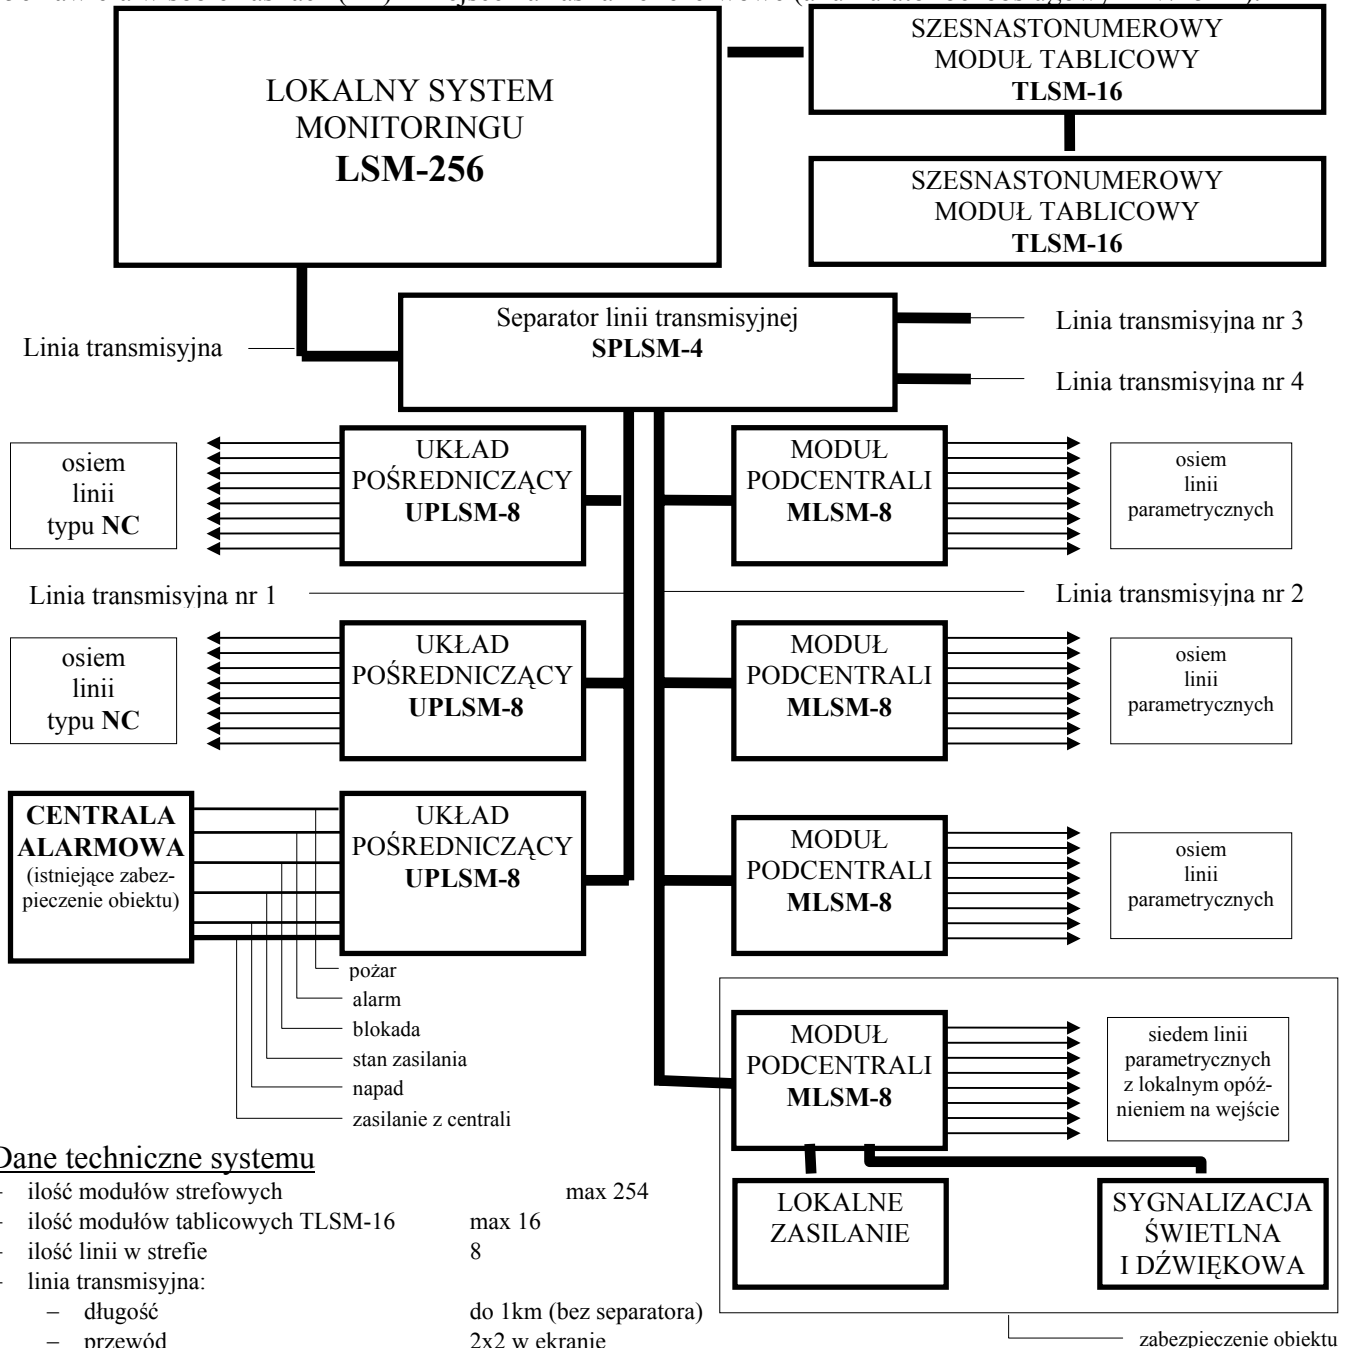 LOKALNY SYSTEM
MONITORINGU
LSM-256
SZESNASTONUMEROWY
MODUŁ TABLICOWY
TLSM-16
SZESNASTONUMEROWY
MODUŁ TABLICOWY
TLSM-16
Separator linii transmisyjnej
SPLSM-4
Linia transmisyjna
Linia transmisyjna nr 3
Linia transmisyjna nr 4
osiem
linii
typu NC
UKŁAD
POŚREDNICZĄCY
UPLSM-8
MODUŁ
PODCENTRALI
MLSM-8
osiem
linii
parametrycznych
Linia transmisyjna nr 1
Linia transmisyjna nr 2
osiem
linii
typu NC
UKŁAD
POŚREDNICZĄCY
UPLSM-8
MODUŁ
PODCENTRALI
MLSM-8
osiem
linii
parametrycznych
CENTRALA
ALARMOWA
(istniejące zabez-
pieczenie obiektu)
UKŁAD
POŚREDNICZĄCY
UPLSM-8
MODUŁ
PODCENTRALI
MLSM-8
osiem
linii
parametrycznych
pożar
alarm
blokada
stan zasilania
napad
zasilanie z centrali
MODUŁ
PODCENTRALI
MLSM-8
siedem linii
parametrycznych
z lokalnym opóź-
nieniem na wejście
LOKALNE
ZASILANIE
SYGNALIZACJA
ŚWIETLNA
I DŹWIĘKOWA
zabezpieczenie obiektu
Dane techniczne systemu
- ilość modułów strefowych max 254
- ilość modułów tablicowych TLSM-16 max 16
- ilość linii w strefie 8
- linia transmisyjna:
– długość do 1km (bez separatora)
– przewód 2x2 w ekranie